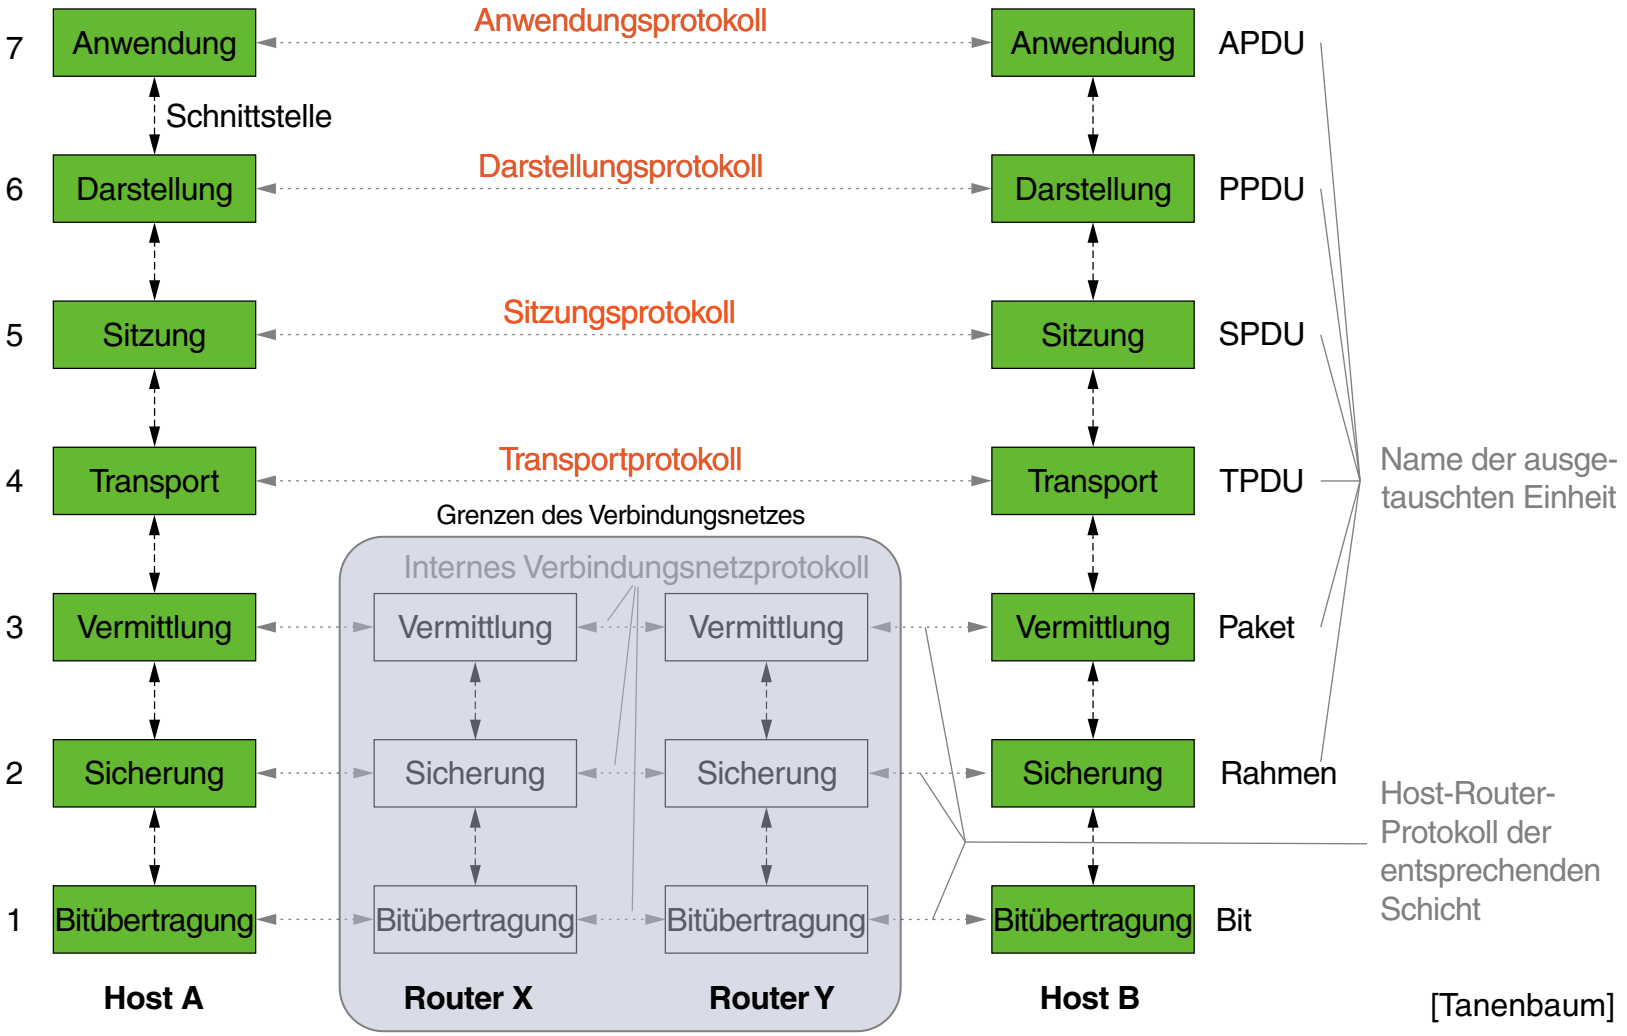 7 Anwendung Anwendungsprotokoll Anwendung APDU
Schnittstelle
6 Darstellung Darstellungsprotokoll Darstellung PPDU
5 Sitzung Sitzungsprotokoll Sitzung SPDU
4 Transport Transportprotokoll Transport TPDU
Name der ausge-
tauschten Einheit
Grenzen des Verbindungsnetzes
Internes Verbindungsnetzprotokoll
3 Vermittlung Vermittlung Vermittlung Vermittlung Paket
2 Sicherung Sicherung Sicherung Sicherung Rahmen
Host-Router-
Protokoll der
entsprechenden
Schicht
1 Bitübertragung Bitübertragung Bitübertragung Bitübertragung Bit
Host A Router X Router Y Host B
[Tanenbaum]